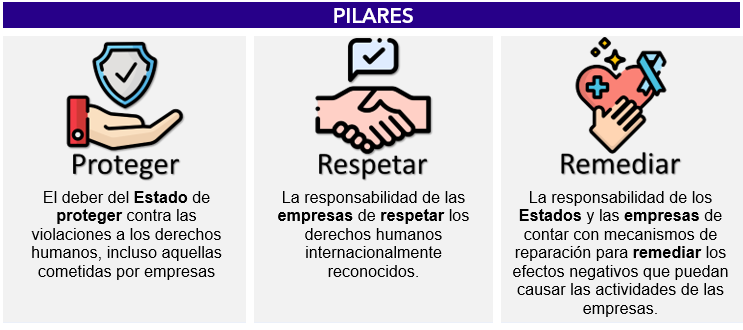 PILARES
Proteger
El deber del Estado de
proteger contra las
violaciones a los derechos
humanos, incluso aquellas
cometidas por empresas
Respetar
La responsabilidad de las
empresas de respetar los
derechos humanos
internacionalmente
reconocidos.
Remediar
La responsabilidad de los
Estados y las empresas de
contar con mecanismos de
reparación para remediar los
efectos negativos que puedan
causar las actividades de las
empresas.